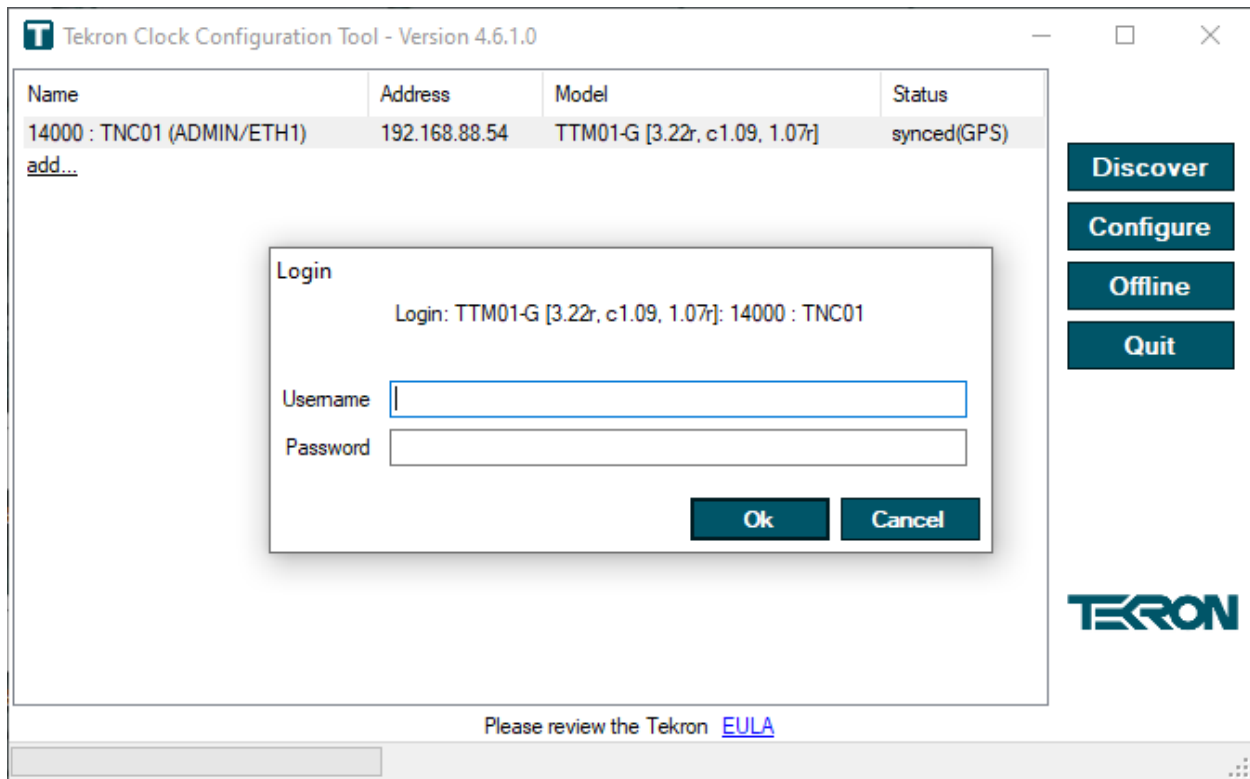 Tekron Clock Configuration Tool - Version 4.6.1.0
Name Address Model Status
14000 : TNC01 (ADMIN/ETH1) 192.168.88.54 TTM01-G [3.22r, c1.09, 1.07r] synced(GPS)
add...
Discover
Configure
Offline
Quit
Login
Login: TTM01-G [3.22r, c1.09, 1.07r]: 14000 : TNC01
Username
Password
Ok Cancel
TEKRON
Please review the Tekron EULA